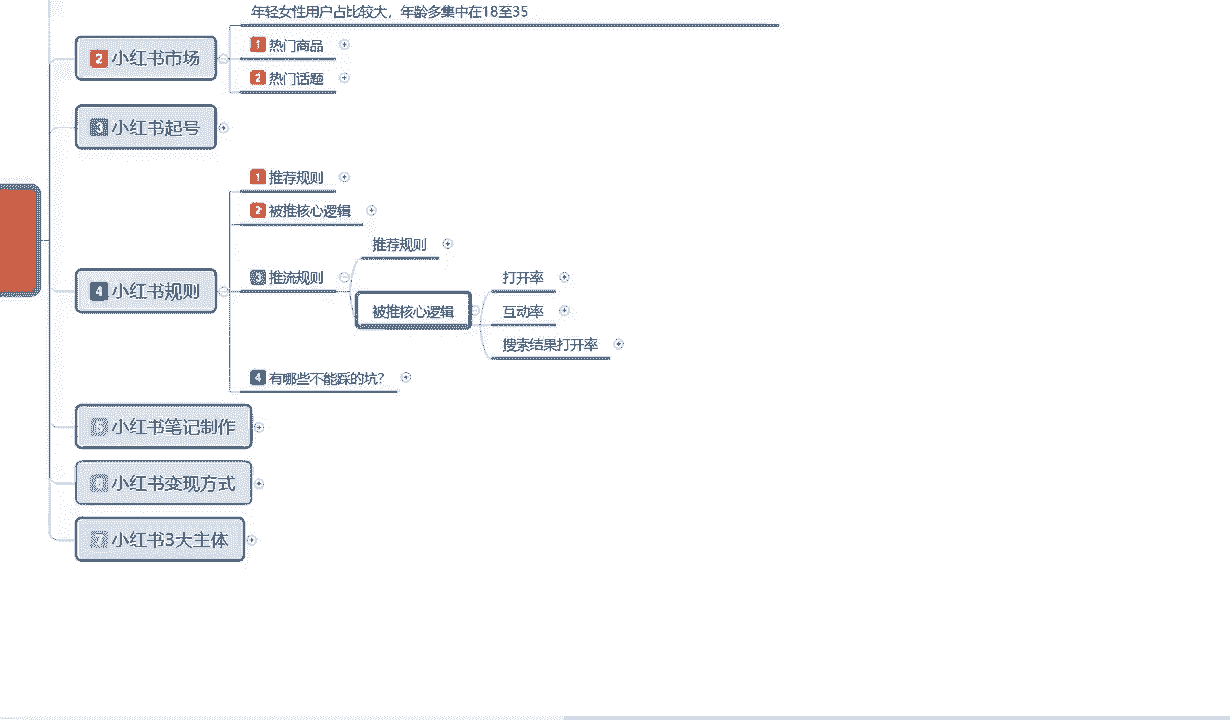 年轻女性用户占比较大，年龄多集中在18至35
2 小红书市场
1 热门商品
2 热门话题
3 小红书起号
1 推荐规则
2 被推核心逻辑
推荐规则
3 推流规则
打开率
4 小红书规则
被推核心逻辑
互动率
搜索结果打开率
4 有哪些不能踩的坑？
5 小红书笔记制作
小红书变现方式
7 小红书3大主体